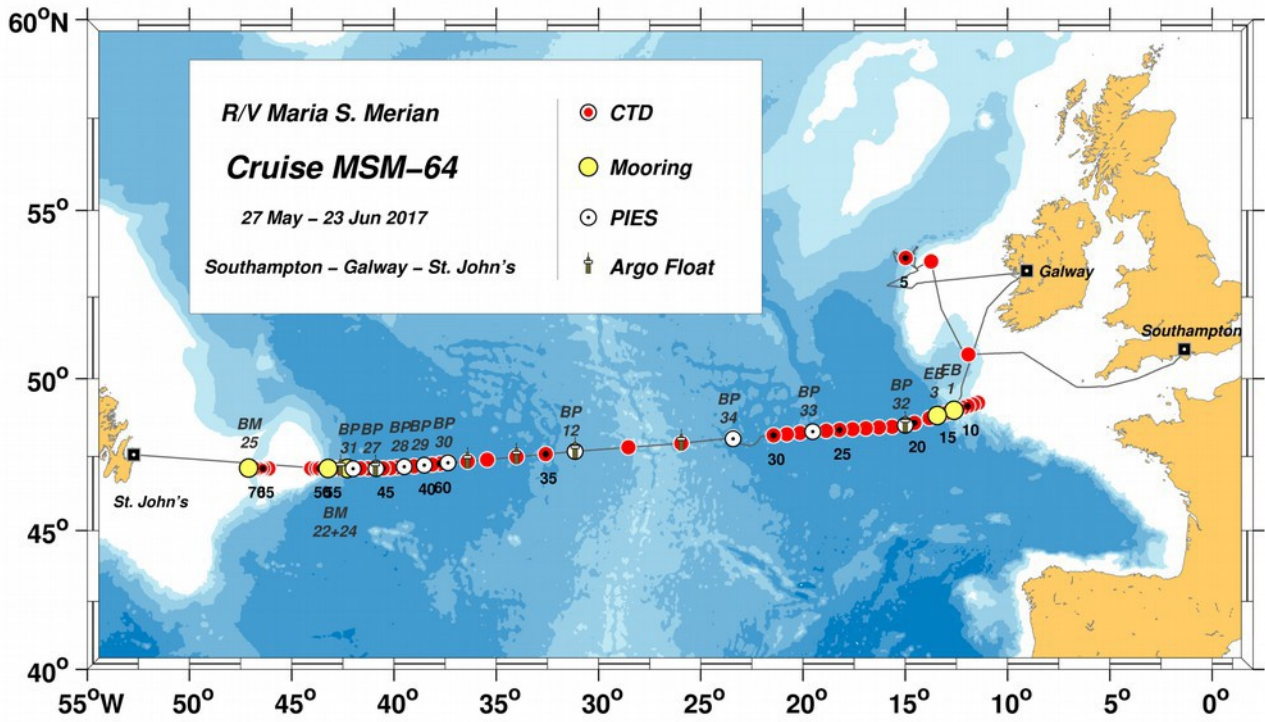 60°N
R/V Maria S. Merian
CTD
Cruise MSM–64
Mooring
27 May – 23 Jun 2017
PIES
Southampton – Galway – St. John's
Argo Float
55°
5
Galway
Southampton
50°
EB
3
EB
1
BP
32
BP
33
BP
34
BP
12
BP
30
BP
29
BP
28
BP
27
BP
31
BM
25
St. John's
35
30
25
20
15
10
45
40
60
55
65
BM
22+24
45°
40°
55°W
50°
45°
40°
35°
30°
25°
20°
15°
10°
5°
0°